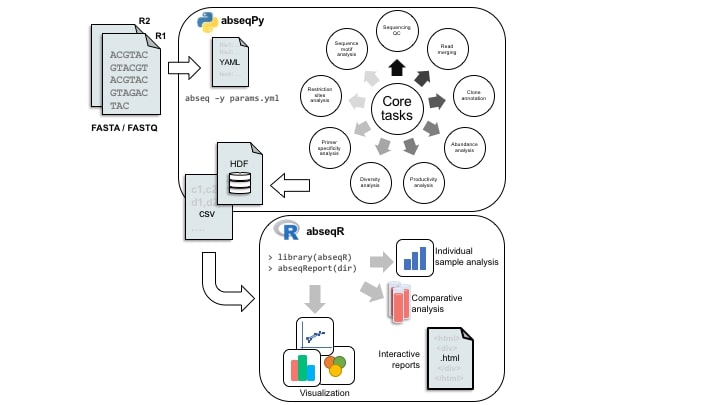 R2
R1
ACGTAC
GTACGT
ACGTAC
GTAGAC
TAC
FASTA / FASTQ
abseqPy
YAML
abseq -y params.yml
Sequencing
QC
Read
merging
Clone
annotation
Abundance
analysis
Productivity
analysis
Diversity
analysis
Primer
specificity
analysis
Restriction
sites
analysis
Sequence
motif analysis
Core
tasks
HDF
c1,c2
d1,d2
CSV
....
abseqR
> library(abseqR)
> abseqReport(dir)
Individual
sample analysis
Comparative
analysis
Visualization
Interactive
reports
<html>
<div>
.html
</div>
</html>